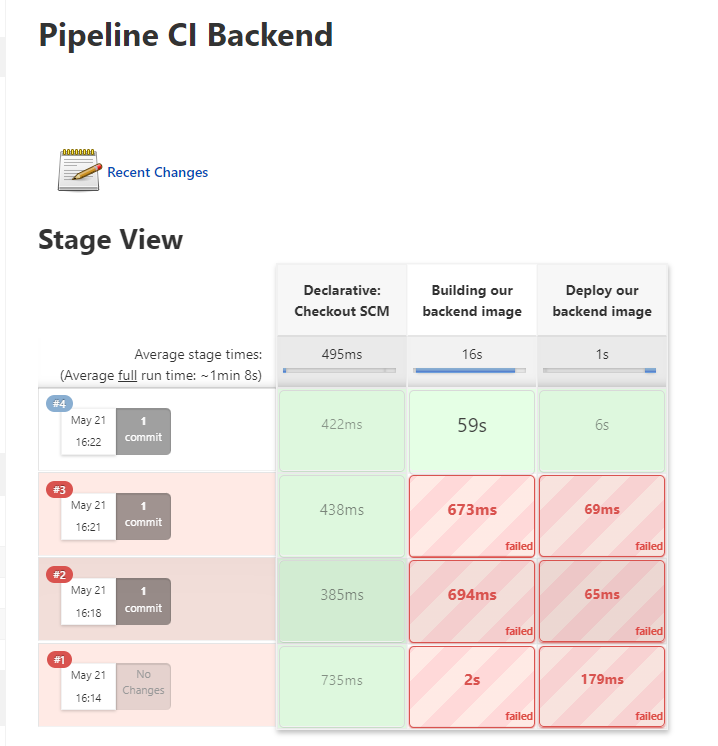 Pipeline CI Backend
Recent Changes
Stage View
Declarative:
Checkout SCM
Building our
backend image
Deploy our
backend image
Average stage times:
(Average full run time: ~1min 8s)
495ms
16s
1s
#4
May 21
16:22
1
commit
422ms
59s
6s
#3
May 21
16:21
1
commit
438ms
673ms
failed
69ms
failed
#2
May 21
16:18
1
commit
385ms
694ms
failed
65ms
failed
#1
May 21
16:14
No
Changes
735ms
2s
failed
179ms
failed